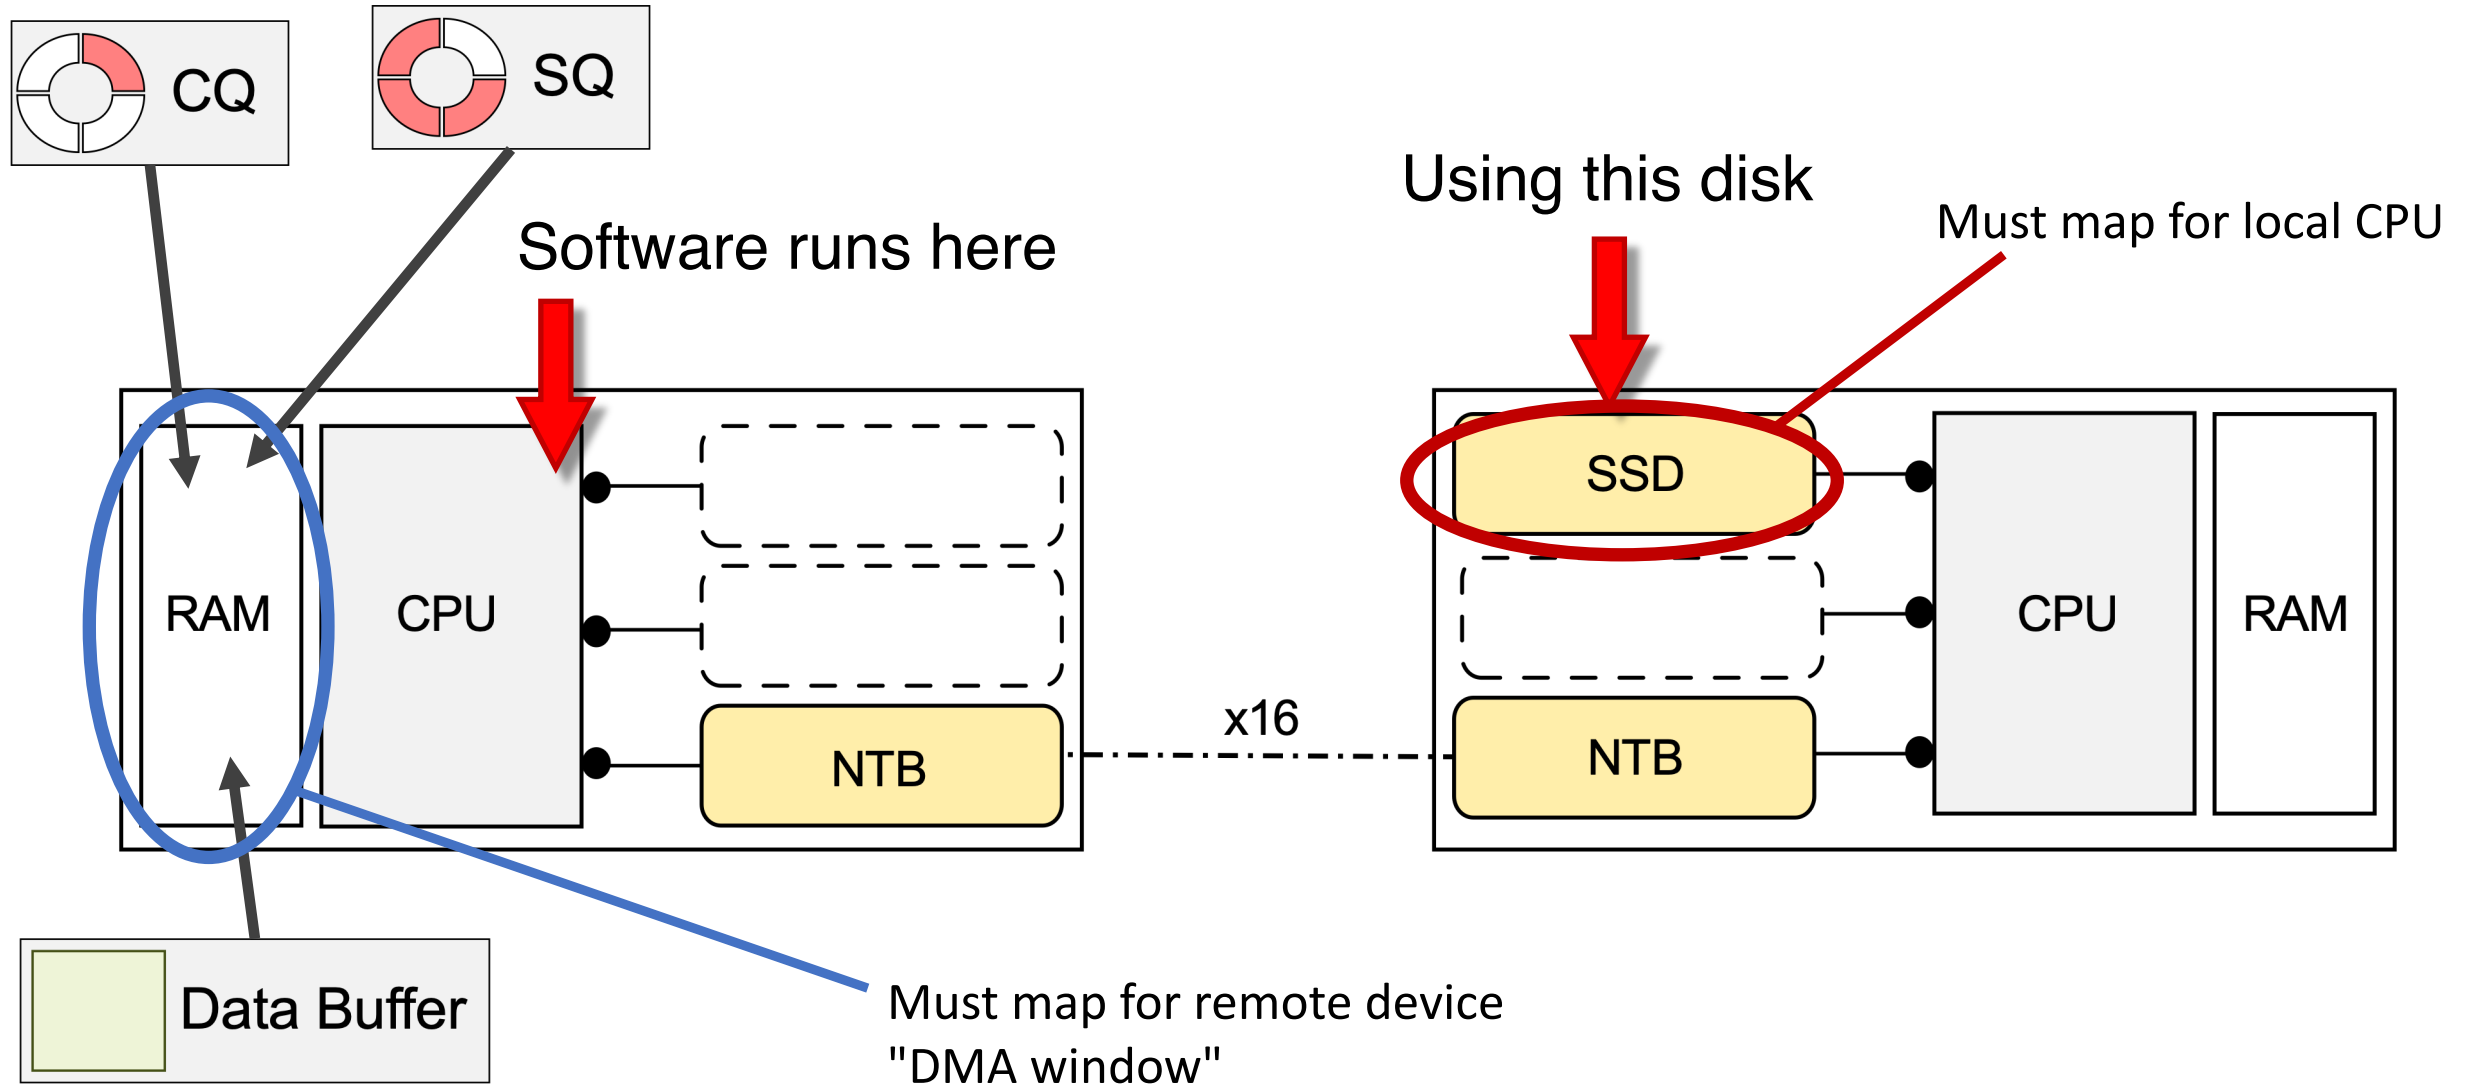 CQ
SQ
Using this disk
Must map for local CPU
Software runs here
SSD
RAM
CPU
CPU
RAM
x16
NTB
NTB
Data Buffer
Must map for remote device
"DMA window"